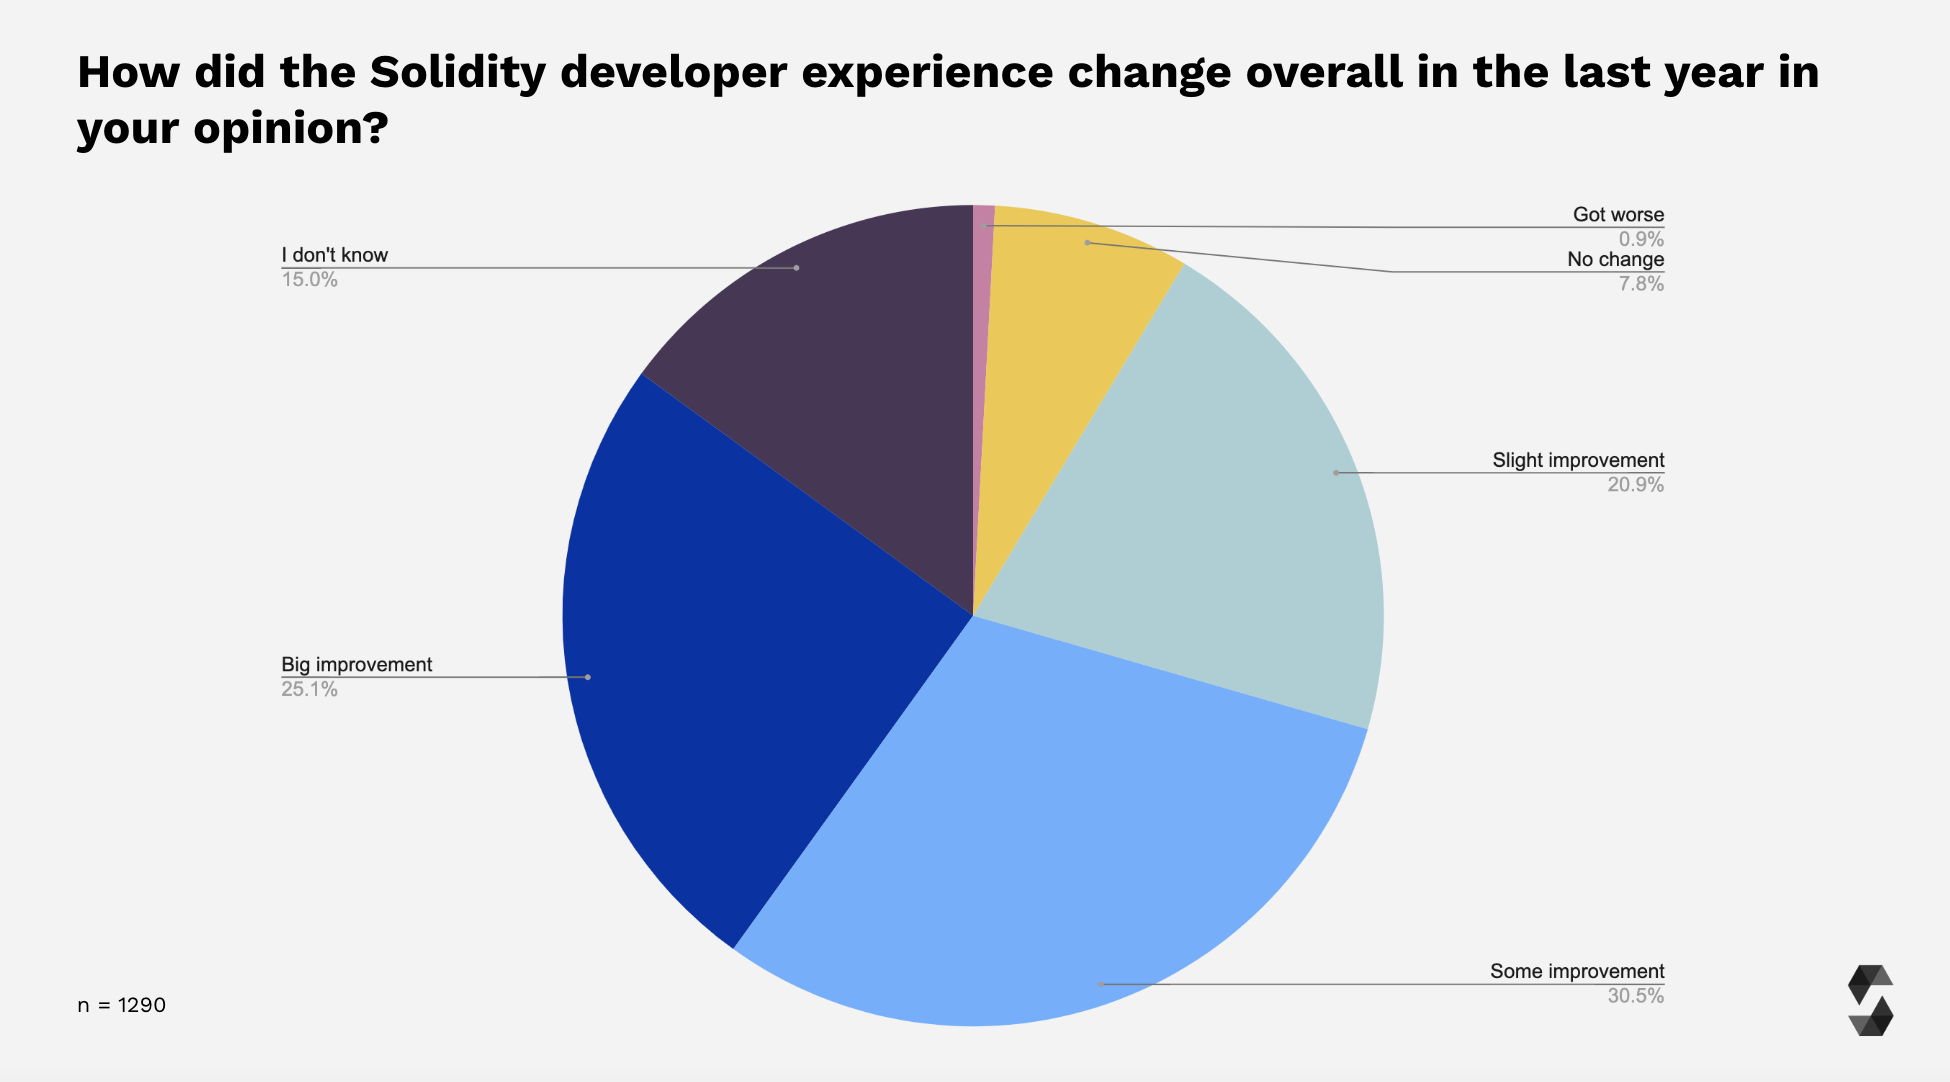 How did the Solidity developer experience change overall in the last year in
your opinion?
Got worse
0.9%
No change
7.8%
I don't know
15.0%
Slight improvement
20.9%
Big improvement
25.1%
Some improvement
30.5%
n = 1290